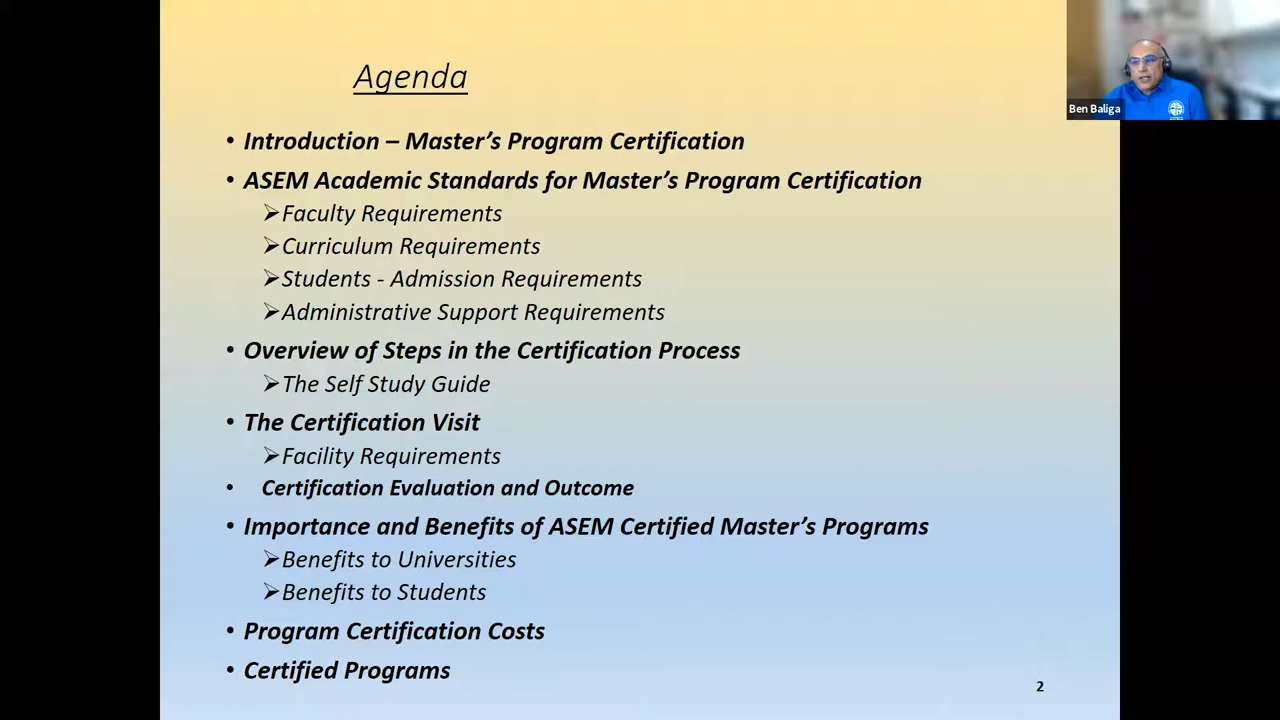 Agenda
Ben Baliga
• Introduction – Master's Program Certification
• ASEM Academic Standards for Master's Program Certification
➢Faculty Requirements
➢Curriculum Requirements
➢Students - Admission Requirements
➢Administrative Support Requirements
• Overview of Steps in the Certification Process
➢The Self Study Guide
• The Certification Visit
➢Facility Requirements
• Certification Evaluation and Outcome
• Importance and Benefits of ASEM Certified Master's Programs
➢Benefits to Universities
➢Benefits to Students
• Program Certification Costs
• Certified Programs
2